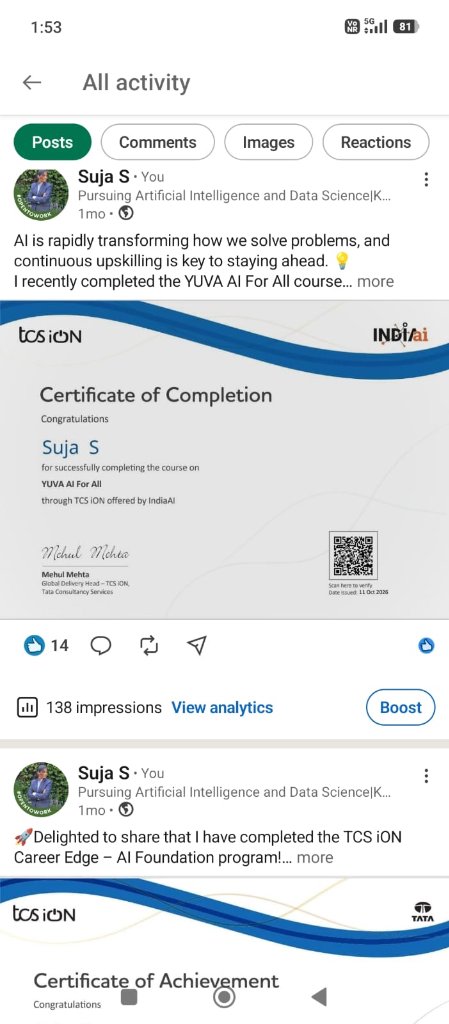 1:53
Vo NR 5G 81
All activity
Posts Comments Images Reactions
Suja S • You
Pursuing Artificial Intelligence and Data Science|K...
1mo •
AI is rapidly transforming how we solve problems, and
continuous upskilling is key to staying ahead. 💡
I recently completed the YUVA AI For All course... more
tcs iON
INDIAai
Certificate of Completion
Congratulations
Suja S
for successfully completing the course on
YUVA AI For All
through TCS iON offered by IndiaAI
Mehul Mehta
Mehul Mehta
Global Delivery Head – TCS iON,
Tata Consultancy Services
Scan here to verify
Date Issued: 11 Oct 2026
14
138 impressions View analytics Boost
Suja S • You
Pursuing Artificial Intelligence and Data Science|K...
1mo •
🚀Delighted to share that I have completed the TCS iON
Career Edge – AI Foundation program!... more
tcs iON
TATA
Certificate of Achievement
Congratulations
#OPENTOWORK
#OPENTOWORK